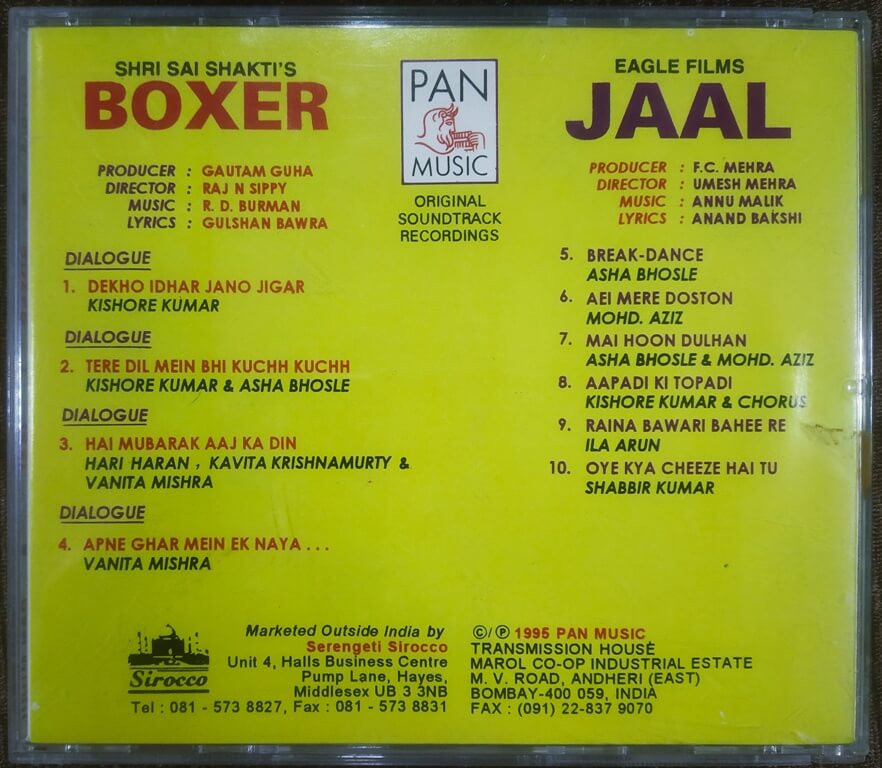 SHRI SAI SHAKTI'S
BOXER
PRODUCER : GAUTAM GUHA
DIRECTOR : RAJ N SIPPY
MUSIC : R. D. BURMAN
LYRICS : GULSHAN BAWRA
DIALOGUE
1. DEKHO IDHAR JANO JIGAR
KISHORE KUMAR
DIALOGUE
2. TERE DIL MEIN BHI KUCHH KUCHH
KISHORE KUMAR & ASHA BHOSLE
DIALOGUE
3. HAI MUBARAK AAJ KA DIN
HARI HARAN , KAVITA KRISHNAMURTY &
VANITA MISHRA
DIALOGUE
4. APNE GHAR MEIN EK NAYA . . .
VANITA MISHRA
PAN
MUSIC
ORIGINAL
SOUNDTRACK
RECORDINGS
EAGLE FILMS
JAAL
PRODUCER : F.C. MEHRA
DIRECTOR : UMESH MEHRA
MUSIC : ANNU MALIK
LYRICS : ANAND BAKSHI
5. BREAK-DANCE
ASHA BHOSLE
6. AEI MERE DOSTON
MOHD. AZIZ
7. MAI HOON DULHAN
ASHA BHOSLE & MOHD. AZIZ
8. AAPADI KI TOPADI
KISHORE KUMAR & CHORUS
9. RAINA BAWARI BAHEE RE
ILA ARUN
10. OYE KYA CHEEZE HAI TU
SHABBIR KUMAR
Sirocco
Marketed Outside India by
Serengeti Sirocco
Unit 4, Halls Business Centre
Pump Lane, Hayes,
Middlesex UB 3 3NB
Tel : 081 - 573 8827, Fax : 081 - 573 8831
©/℗ 1995 PAN MUSIC
TRANSMISSION HOUSE
MAROL CO-OP INDUSTRIAL ESTATE
M. V. ROAD, ANDHERI (EAST)
BOMBAY-400 059, INDIA
FAX : (091) 22-837 9070